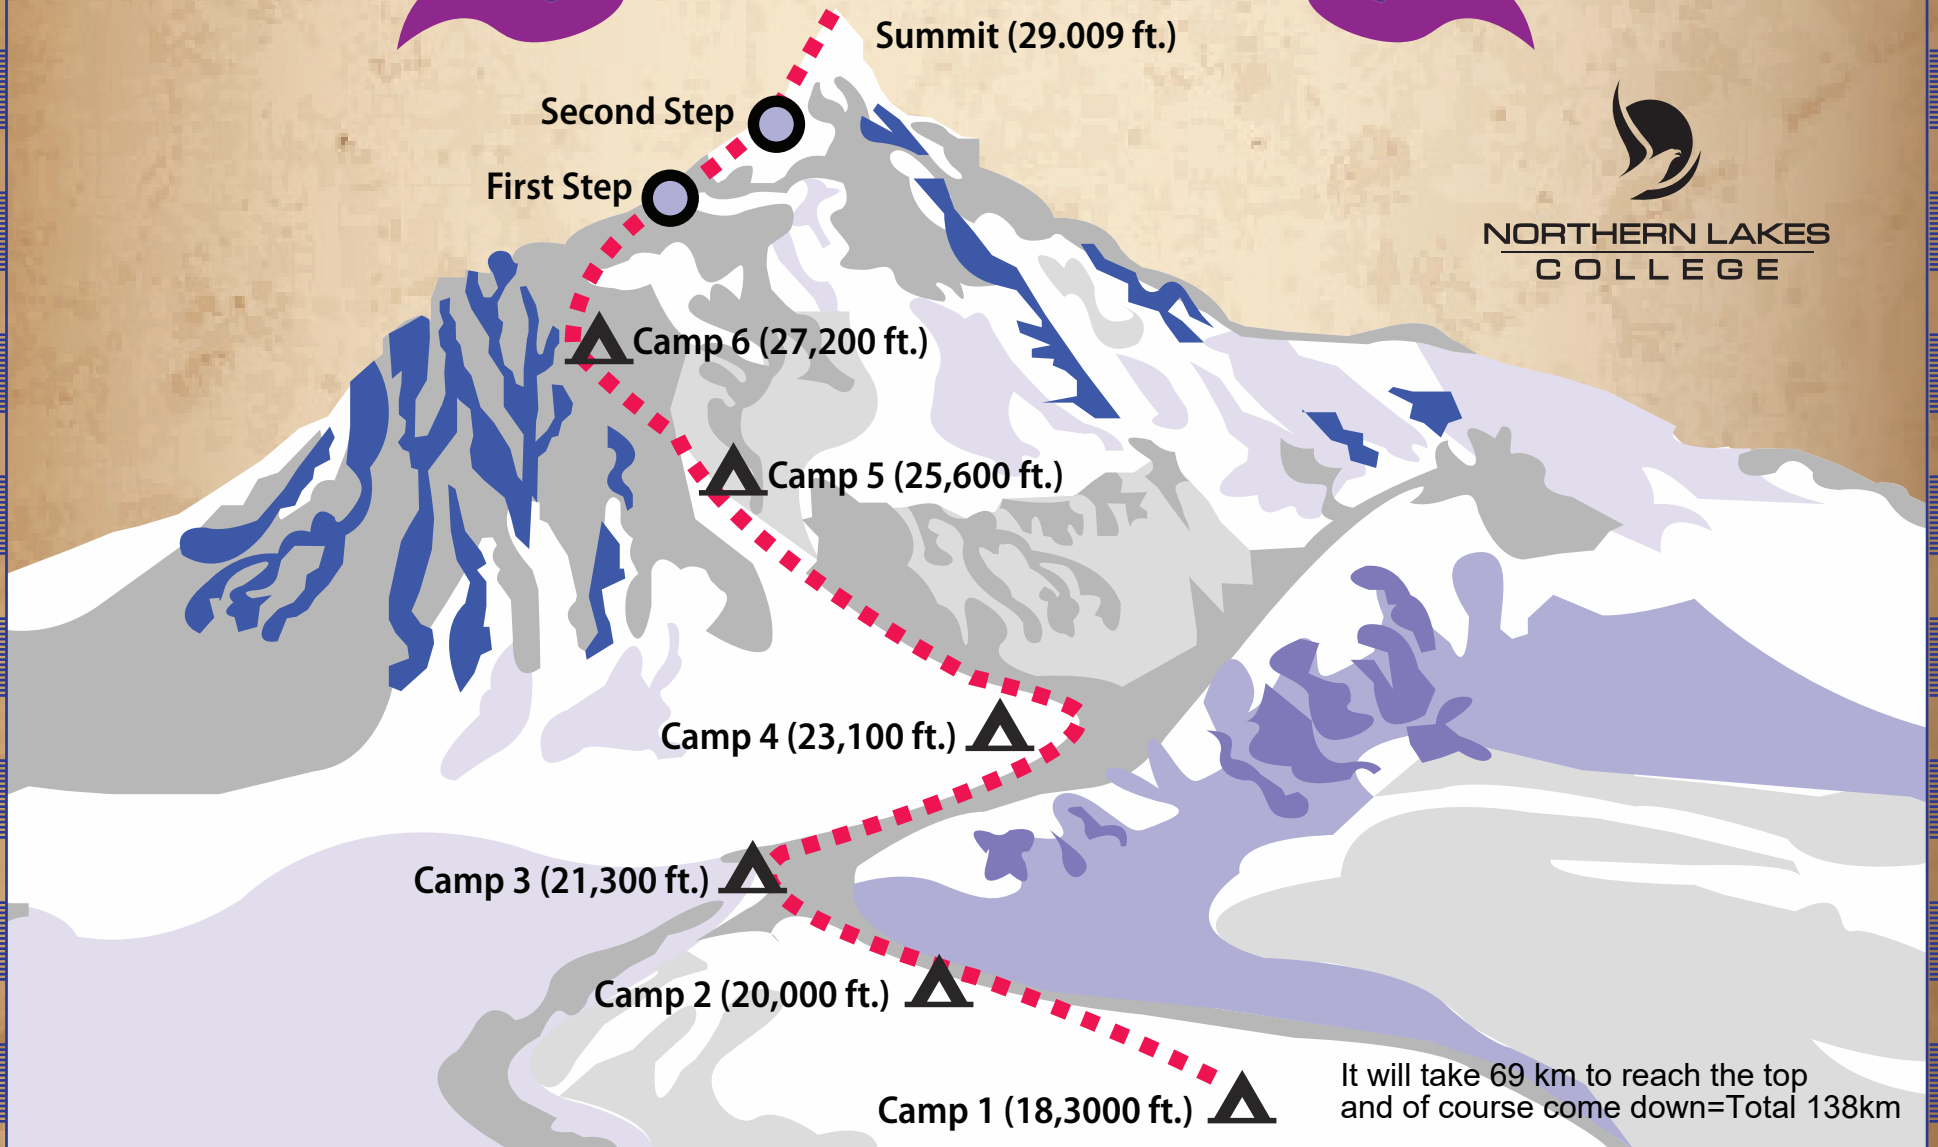 Summit (29.009 ft.)
Second Step
First Step
NORTHERN LAKES
COLLEGE
Camp 6 (27,200 ft.)
Camp 5 (25,600 ft.)
Camp 4 (23,100 ft.)
Camp 3 (21,300 ft.)
Camp 2 (20,000 ft.)
Camp 1 (18,3000 ft.)
It will take 69 km to reach the top
and of course come down=Total 138km